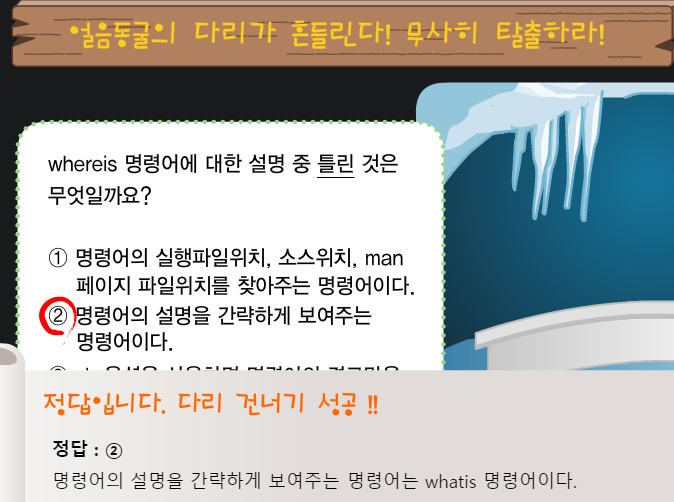 얼음동굴의 다리가 흔들린다! 무사히 탈출하라!
whereis 명령어에 대한 설명 중 틀린 것은
무엇일까요?
① 명령어의 실행파일위치, 소스위치, man
페이지 파일위치를 찾아주는 명령어이다.
② 명령어의 설명을 간략하게 보여주는
명령어이다.
정답입니다. 다리 건너기 성공 !!
정답 : ②
명령어의 설명을 간략하게 보여주는 명령어는 whatis 명령어이다.